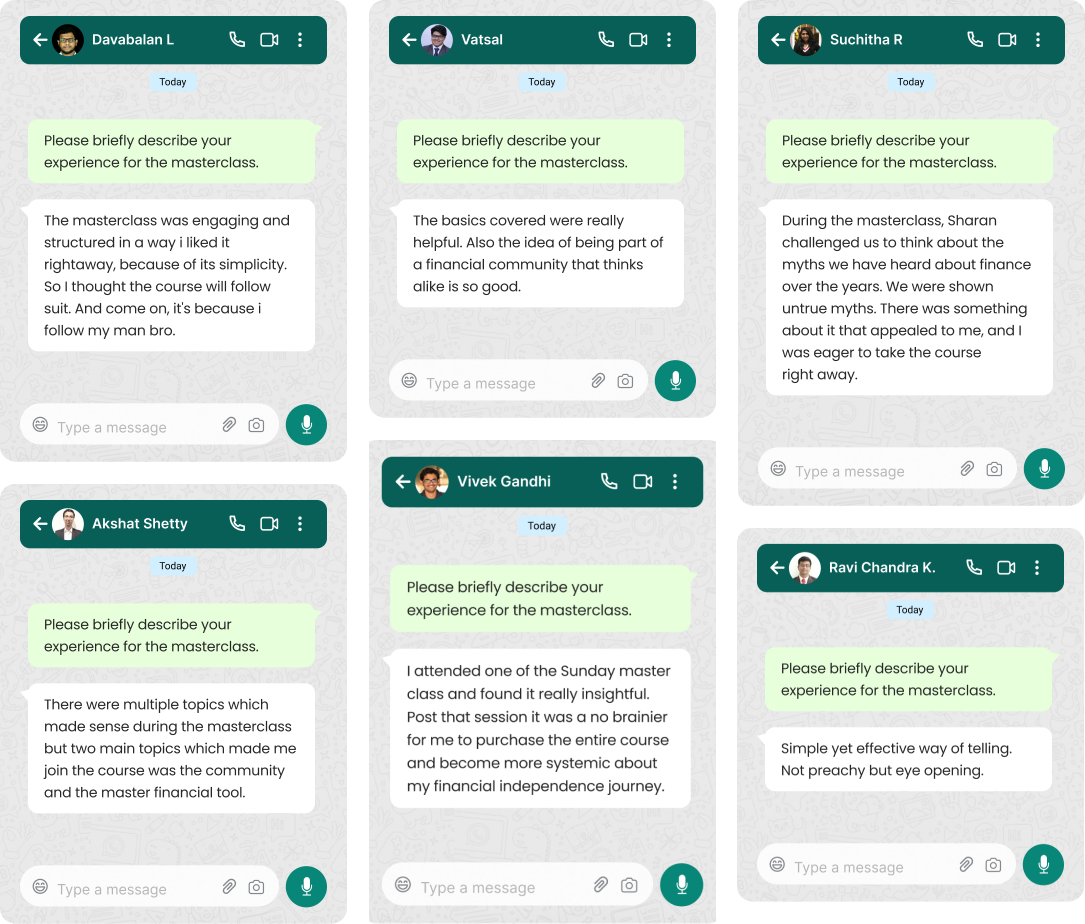 Davabalan L
Today
Please briefly describe your
experience for the masterclass.
The masterclass was engaging and
structured in a way i liked it
rightaway, because of its simplicity.
So I thought the course will follow
suit. And come on, it's because i
follow my man bro.
Type a message
Vatsal
Today
Please briefly describe your
experience for the masterclass.
The basics covered were really
helpful. Also the idea of being part of
a financial community that thinks
alike is so good.
Type a message
Suchitha R
Today
Please briefly describe your
experience for the masterclass.
During the masterclass, Sharan
challenged us to think about the
myths we have heard about finance
over the years. We were shown
untrue myths. There was something
about it that appealed to me, and I
was eager to take the course
right away.
Type a message
Akshat Shetty
Today
Please briefly describe your
experience for the masterclass.
There were multiple topics which
made sense during the masterclass
but two main topics which made me
join the course was the community
and the master financial tool.
Type a message
Vivek Gandhi
Today
Please briefly describe your
experience for the masterclass.
I attended one of the Sunday master
class and found it really insightful.
Post that session it was a no brainier
for me to purchase the entire course
and become more systemic about
my financial independence journey.
Type a message
Ravi Chandra K.
Today
Please briefly describe your
experience for the masterclass.
Simple yet effective way of telling.
Not preachy but eye opening.
Type a message